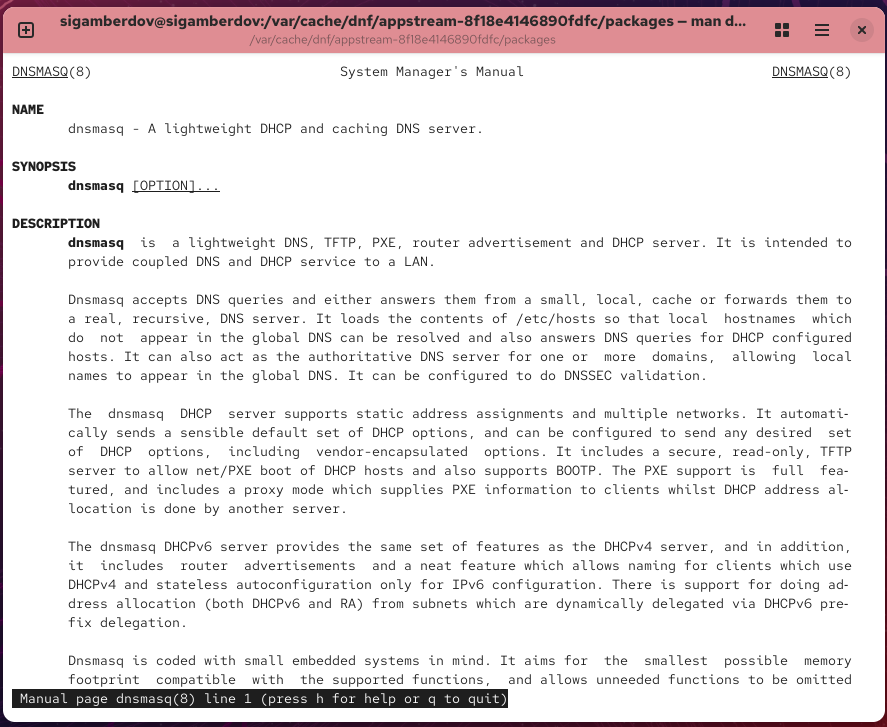 sigamberdov@sigamberdov:/var/cache/dnf/appstream-8f18e4146890fdfc/packages — man d...
/var/cache/dnf/appstream-8f18e4146890fdfc/packages
DNSMASQ(8) System Manager's Manual DNSMASQ(8)
NAME
dnsmasq - A lightweight DHCP and caching DNS server.
SYNOPSIS
dnsmasq [OPTION]...
DESCRIPTION
dnsmasq is a lightweight DNS, TFTP, PXE, router advertisement and DHCP server. It is intended to
provide coupled DNS and DHCP service to a LAN.
Dnsmasq accepts DNS queries and either answers them from a small, local, cache or forwards them to
a real, recursive, DNS server. It loads the contents of /etc/hosts so that local hostnames which
do not appear in the global DNS can be resolved and also answers DNS queries for DHCP configured
hosts. It can also act as the authoritative DNS server for one or more domains, allowing local
names to appear in the global DNS. It can be configured to do DNSSEC validation.
The dnsmasq DHCP server supports static address assignments and multiple networks. It automati-
cally sends a sensible default set of DHCP options, and can be configured to send any desired set
of DHCP options, including vendor-encapsulated options. It includes a secure, read-only, TFTP
server to allow net/PXE boot of DHCP hosts and also supports BOOTP. The PXE support is full fea-
tured, and includes a proxy mode which supplies PXE information to clients whilst DHCP address al-
location is done by another server.
The dnsmasq DHCPv6 server provides the same set of features as the DHCPv4 server, and in addition,
it includes router advertisements and a neat feature which allows naming for clients which use
DHCPv4 and stateless autoconfiguration only for IPv6 configuration. There is support for doing ad-
dress allocation (both DHCPv6 and RA) from subnets which are dynamically delegated via DHCPv6 pre-
fix delegation.
Dnsmasq is coded with small embedded systems in mind. It aims for the smallest possible memory
footprint compatible with the supported functions, and allows unneeded functions to be omitted
Manual page dnsmasq(8) line 1 (press h for help or q to quit)